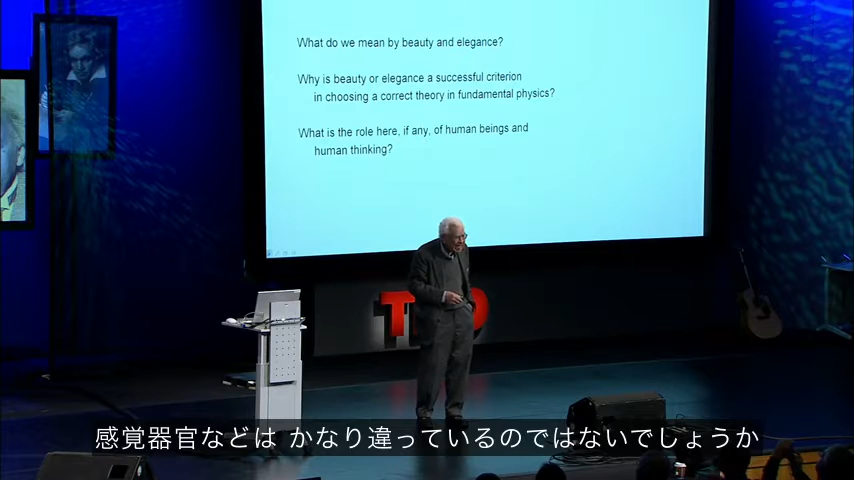 What do we mean by beauty and elegance?
Why is beauty or elegance a successful criterion
in choosing a correct theory in fundamental physics?
What is the role here, if any, of human beings and
human thinking?
TED
感覚器官などは かなり違っているのではないでしょうか